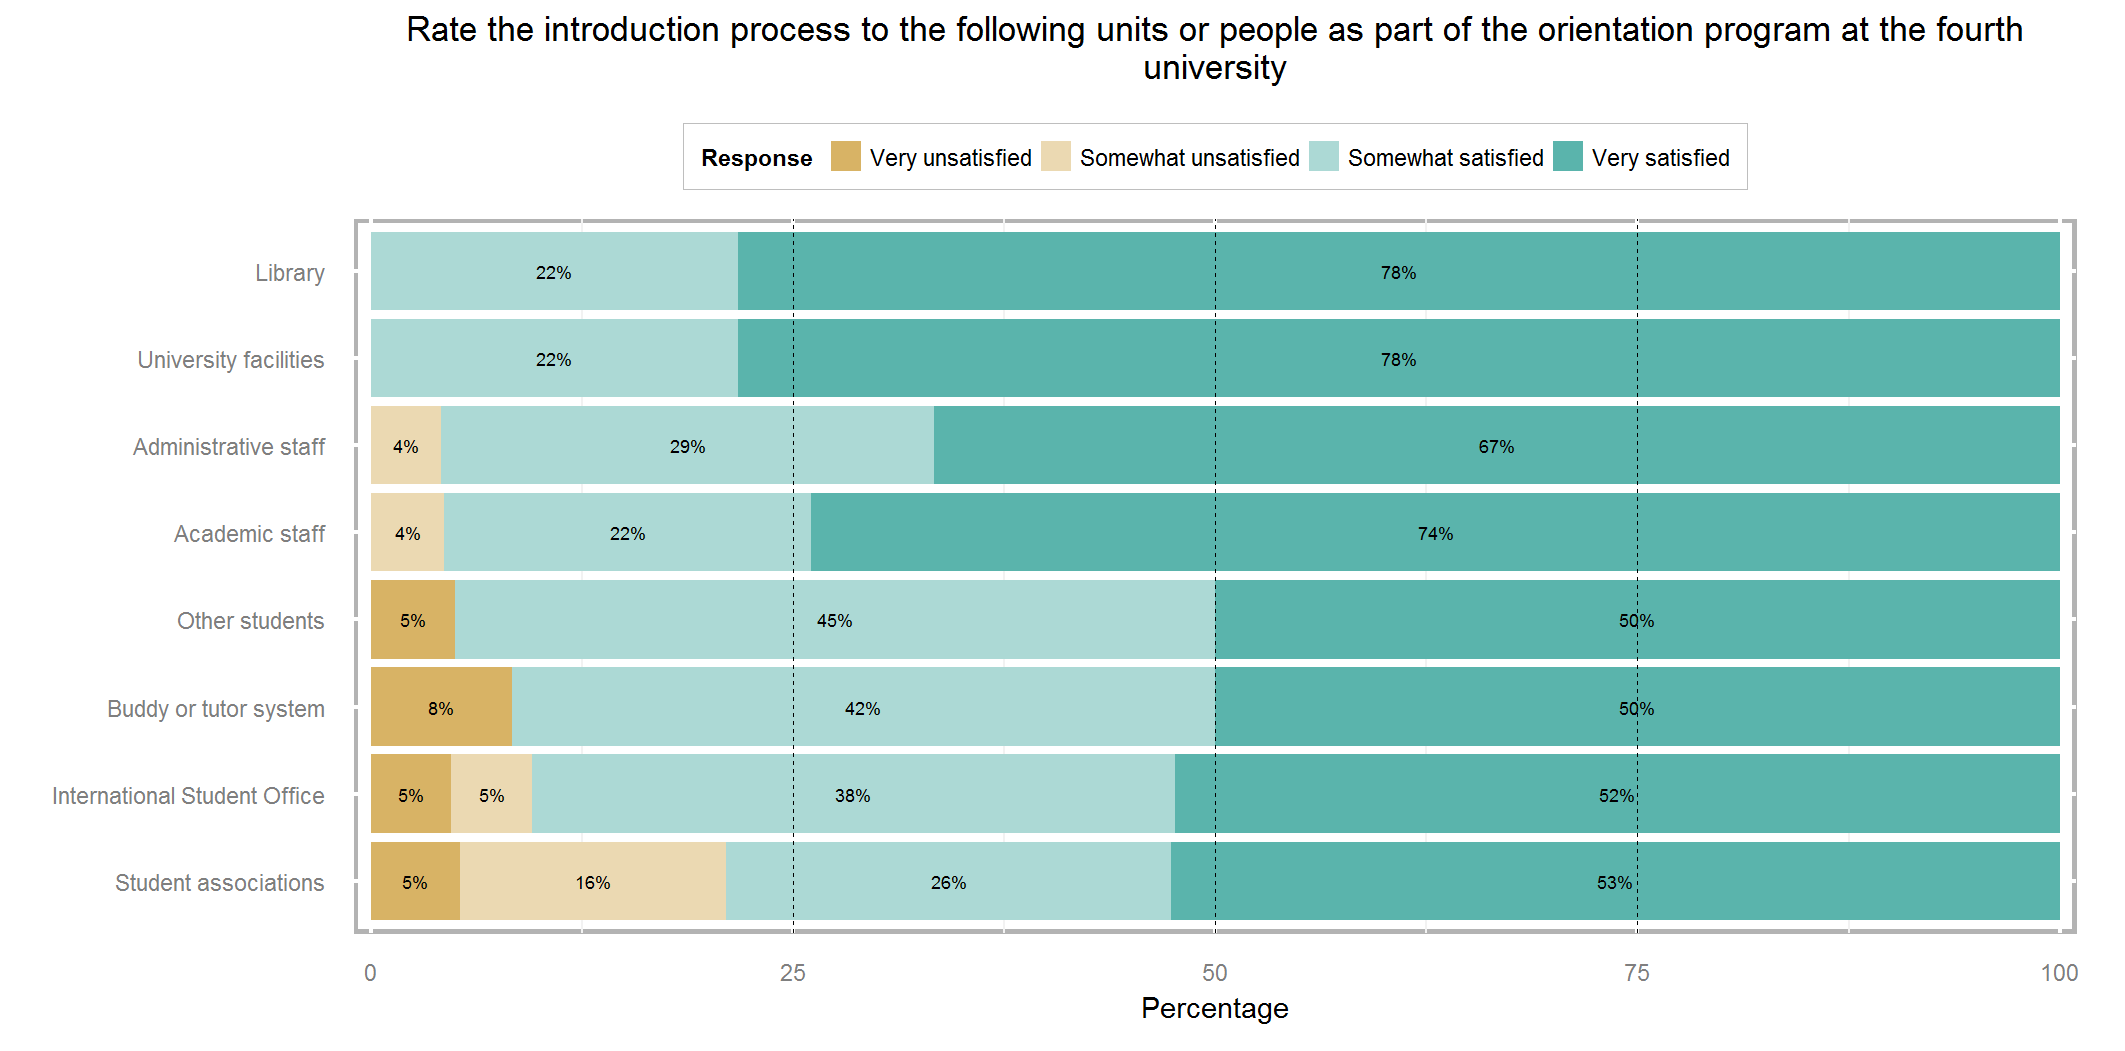 Rate the introduction process to the following units or people as part of the orientation program at the fourth
university
Response Very unsatisfied Somewhat unsatisfied Somewhat satisfied Very satisfied
Library 22% 78%
University facilities 22% 78%
Administrative staff 4% 29% 67%
Academic staff 4% 22% 74%
Other students 5% 45% 50%
Buddy or tutor system 8% 42% 50%
International Student Office 5% 5% 38% 52%
Student associations 5% 16% 26% 53%
0 25 50 75 100
Percentage